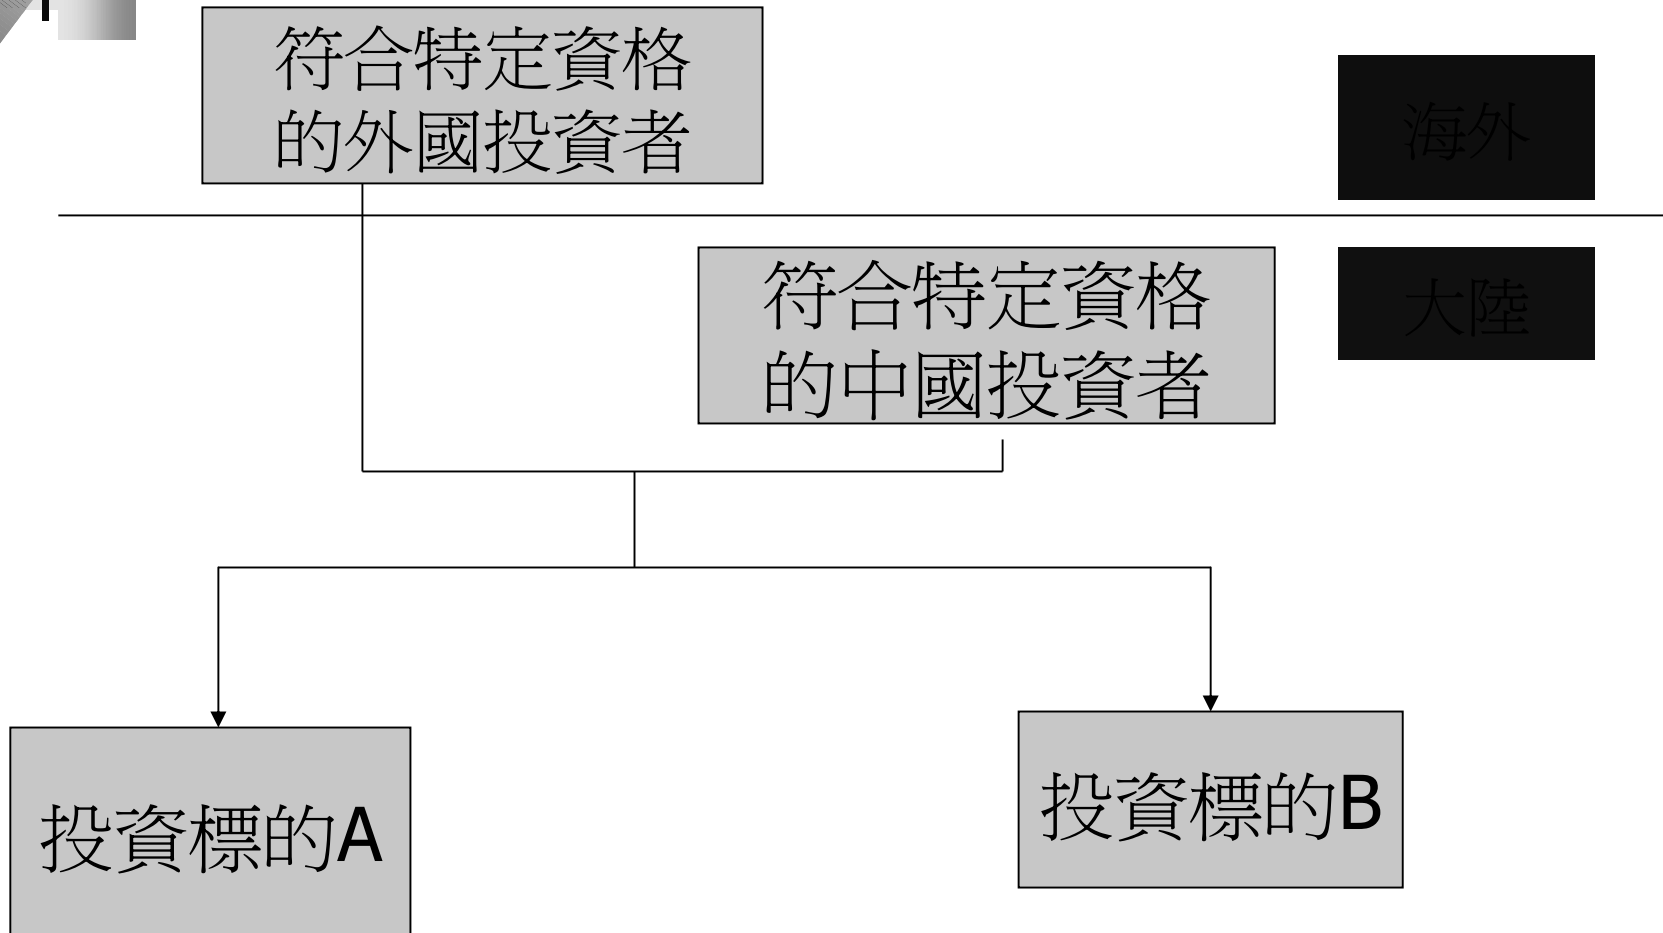 符合特定資格
的外國投資者
海外
符合特定資格
的中國投資者
大陸
投資標的A
投資標的B